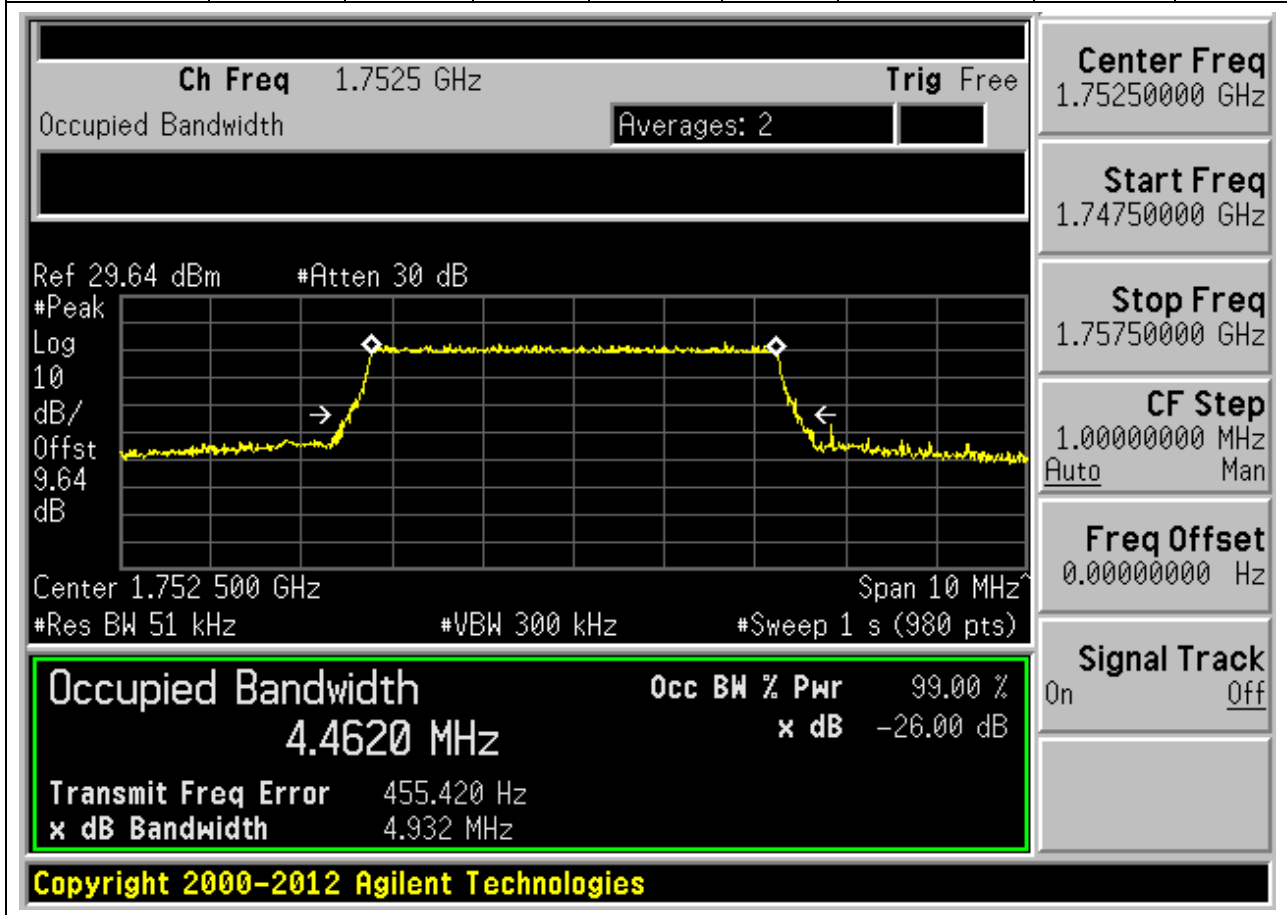 Ch Freq 1.7525 GHz Trig Free
Occupied Bandwidth Averages: 2
Ref 29.64 dBm #Atten 30 dB
#Peak
Log
10
dB/
Offst
9.64
dB
Center 1.752 500 GHz Span 10 MHz^
#Res BW 51 kHz #VBW 300 kHz #Sweep 1 s (980 pts)
Occupied Bandwidth Occ BW % Pwr 99.00 %
4.4620 MHz x dB -26.00 dB
Transmit Freq Error 455.420 Hz
x dB Bandwidth 4.932 MHz
Copyright 2000-2012 Agilent Technologies
Center Freq
1.75250000 GHz
Start Freq
1.74750000 GHz
Stop Freq
1.75750000 GHz
CF Step
1.00000000 MHz
Auto Man
Freq Offset
0.00000000 Hz
Signal Track
On Off